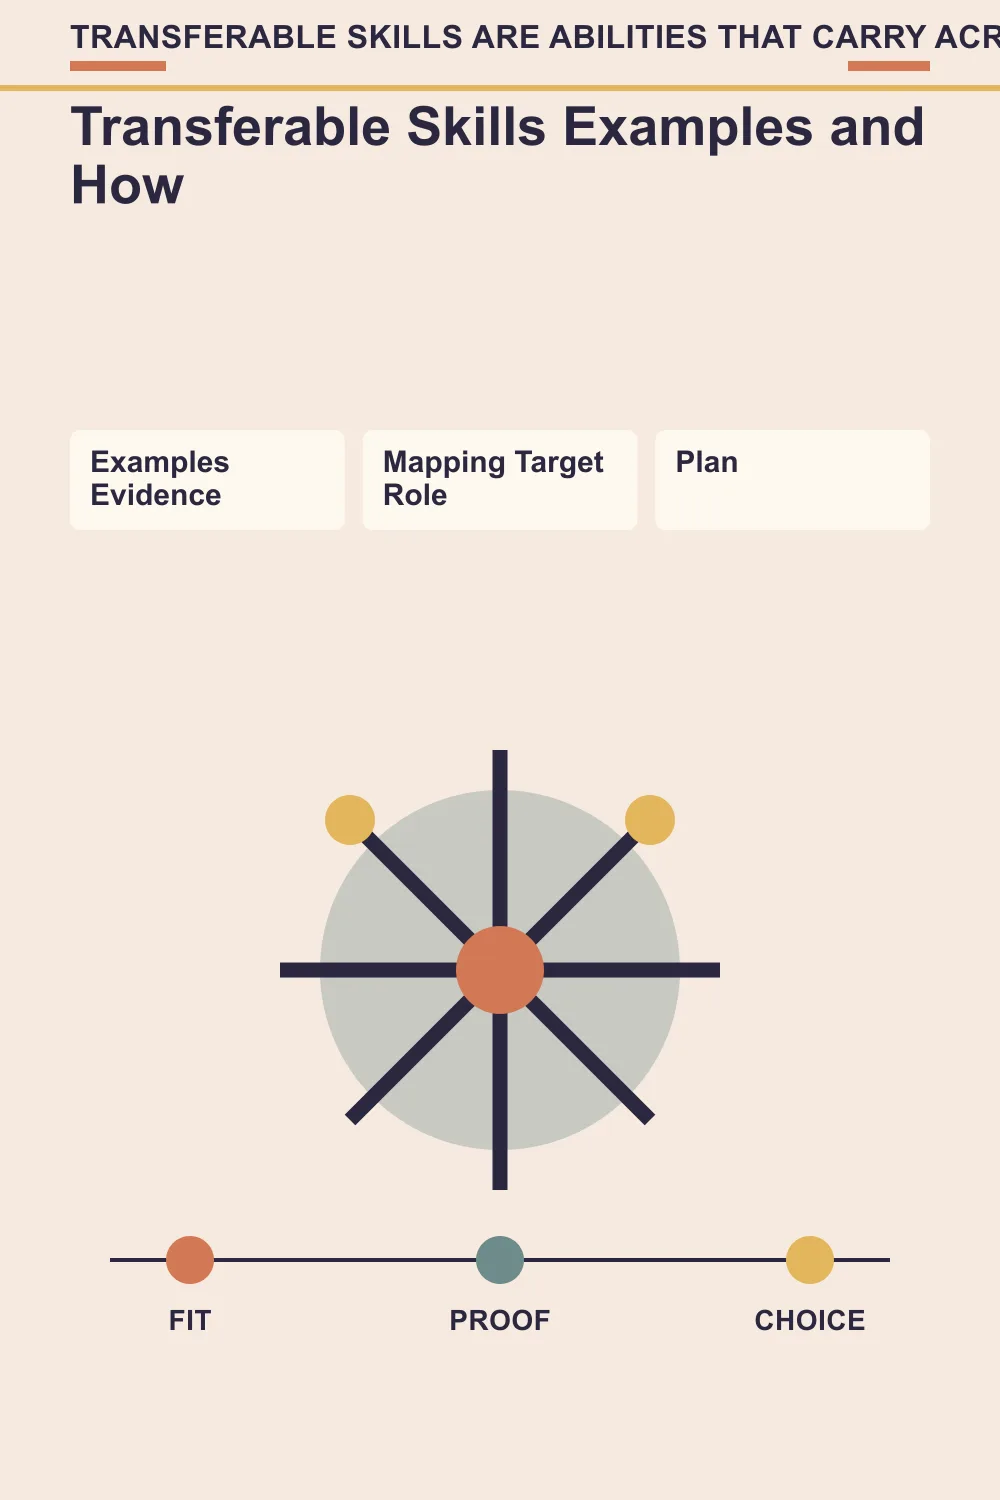 TRANSFERABLE SKILLS ARE ABILITIES THAT CARRY ACR
Transferable Skills Examples and
How
Examples
Evidence
Mapping Target
Role
Plan
FIT
PROOF
CHOICE